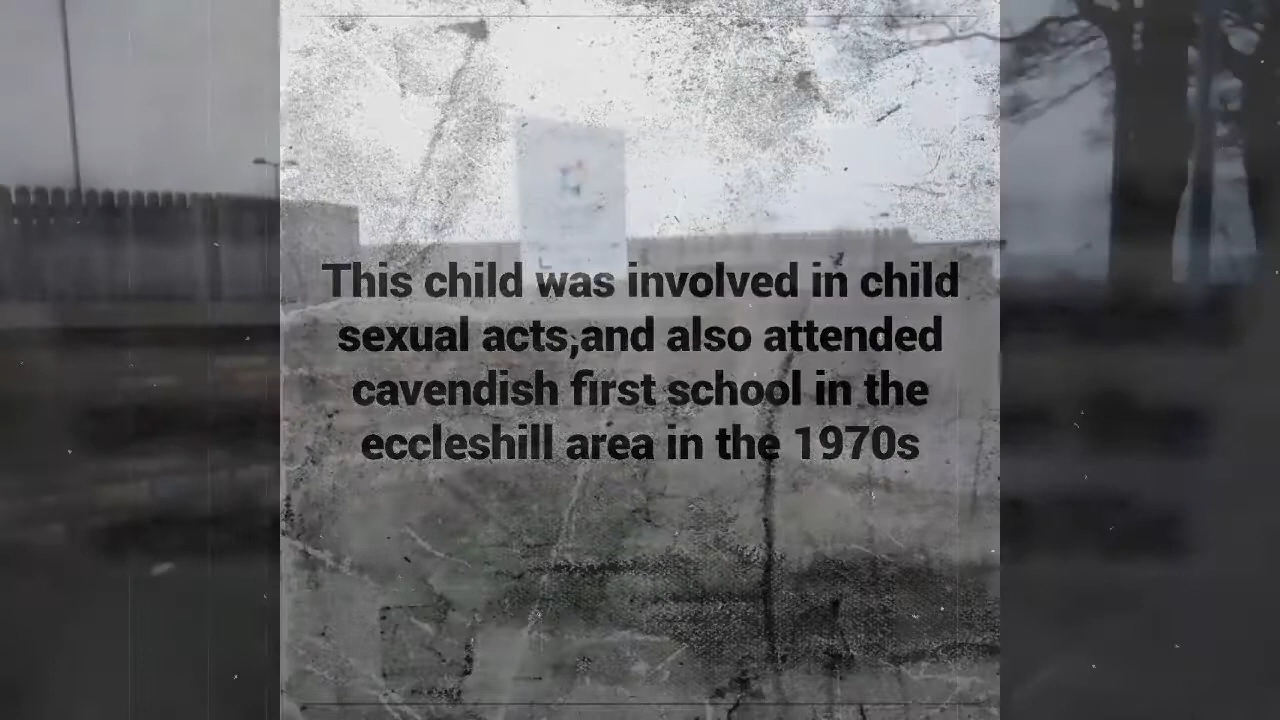 This child was involved in child
sexual acts,and also attended
cavendish first school in the
eccleshill area in the 1970s